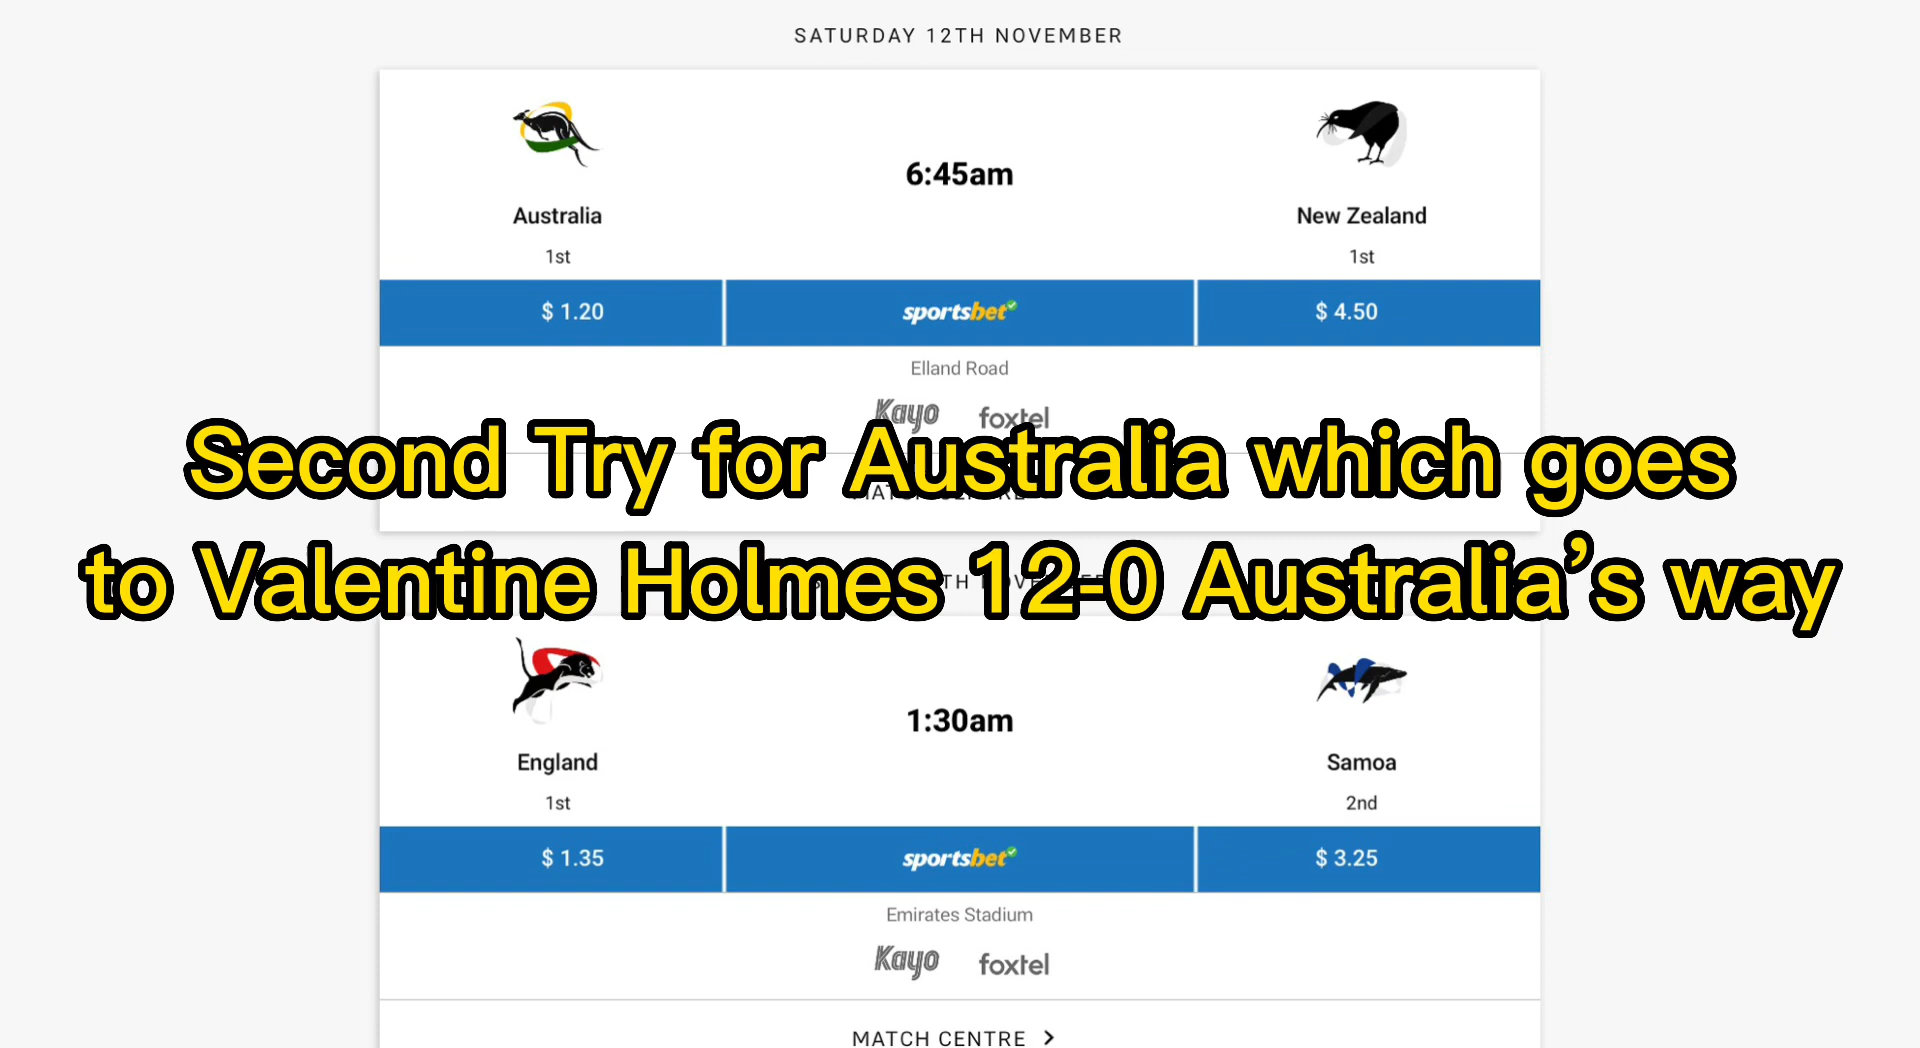 SATURDAY 12TH NOVEMBER
6:45am
Australia
New Zealand
1st
1st
$ 1.20
sportsbet
$ 4.50
Elland Road
Kayo foxtel
Second Try for Australia which goes
to Valentine Holmes 12-0 Australia’s way
1:30am
England
Samoa
1st
2nd
$ 1.35
sportsbet
$ 3.25
Emirates Stadium
Kayo foxtel
MATCH CENTRE